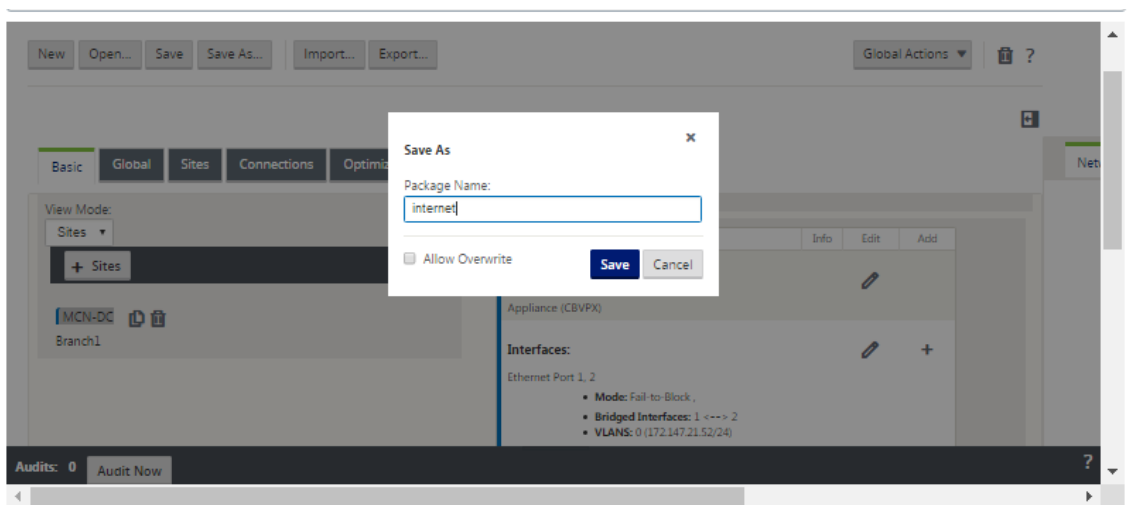 New Open... Save Save As... Import... Export... Global Actions ▼ ?
Save As ×
Basic Global Sites Connections Optimiz Net
Package Name:
View Mode: internet
Sites ▼ Info Edit Add
+ Sites Allow Overwrite Save Cancel
Appliance (CBVPX)
MCN-DC
Branch1 Interfaces: +
Ethernet Port 1, 2
• Mode: Fail-to-Block ,
• Bridged Interfaces: 1 <--> 2
• VLANS: 0 (172.147.21.52/24)
Audits: 0 Audit Now ?